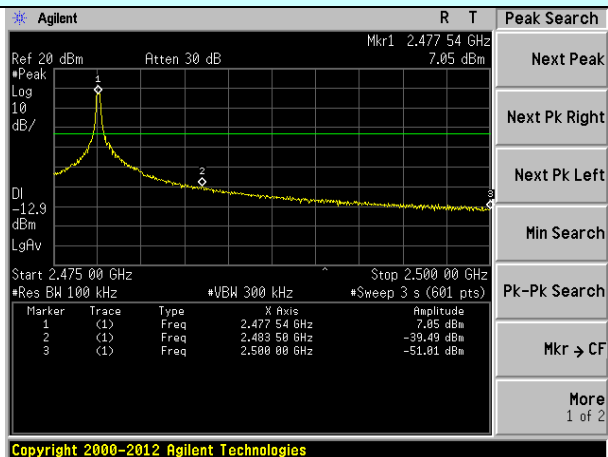 Agilent R T Peak Search
Mkr1 2.477 54 GHz
Ref 20 dBm Atten 30 dB 7.05 dBm
#Peak
Log
10
dB/
1
2
3
DI
-12.9
dBm
LgAv
Start 2.475 00 GHz ^ Stop 2.500 00 GHz
#Res BW 100 kHz #VBW 300 kHz #Sweep 3 s (601 pts)
Marker Trace Type X Axis Amplitude
1 (1) Freq 2.477 54 GHz 7.05 dBm
2 (1) Freq 2.483 50 GHz -39.49 dBm
3 (1) Freq 2.500 00 GHz -51.01 dBm
Next Peak
Next Pk Right
Next Pk Left
Min Search
Pk-Pk Search
Mkr → CF
More
1 of 2
Copyright 2000-2012 Agilent Technologies